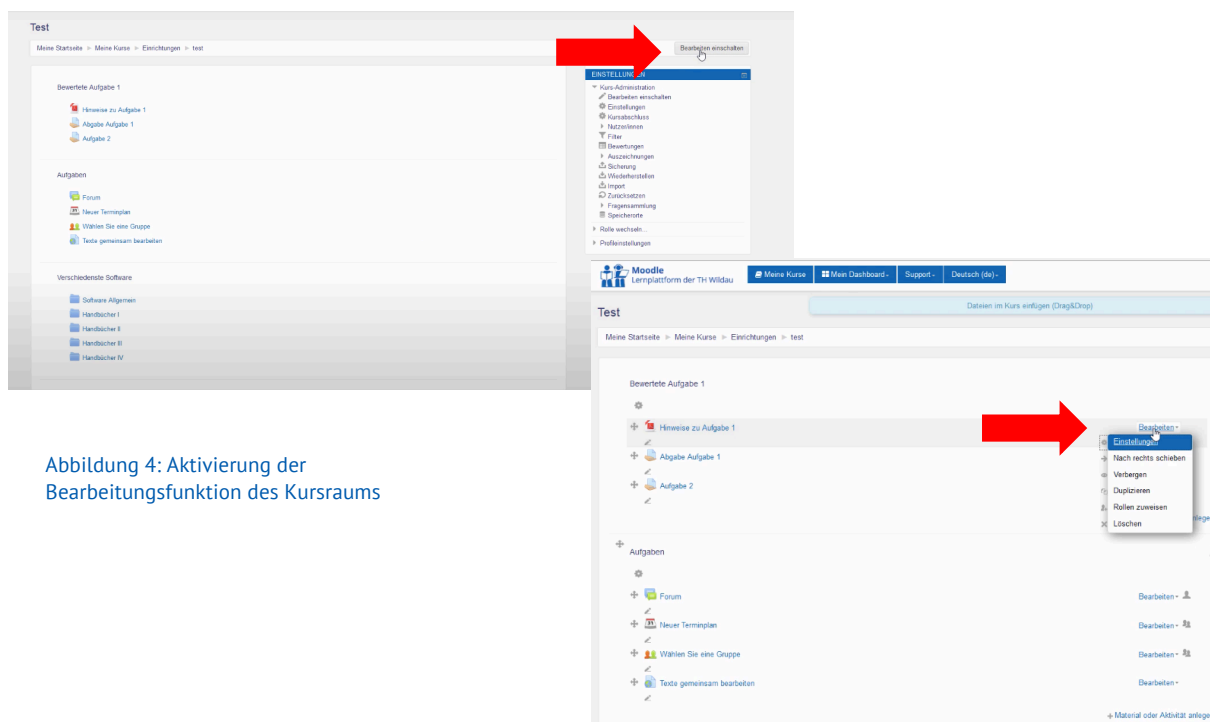 Test
Meine Startseite ► Meine Kurse ► Einrichtungen ► test
Bearbeiten einschalten
Bewertete Aufgabe 1
Hinweise zu Aufgabe 1
Abgabe Aufgabe 1
Aufgabe 2
Aufgaben
Forum
Neuer Terminplan
Wählen Sie eine Gruppe
Texte gemeinsam bearbeiten
Verschiedenste Software
Software Allgemein
Handbücher I
Handbücher II
Handbücher III
Handbücher IV
EINSTELLUNGEN
Kurs-Administration
Bearbeiten einschalten
Einstellungen
Kursabschluss
Nutzer/innen
Filter
Bewertungen
Auszeichnungen
Sicherung
Wiederherstellen
Import
Zurücksetzen
Fragensammlung
Speicherorte
Rolle wechseln...
Profileinstellungen
Abbildung 4: Aktivierung der
Bearbeitungsfunktion des Kursraums
Moodle
Lernplattform der TH Wildau
Meine Kurse
Mein Dashboard
Support
Deutsch (de)
Test
Dateien im Kurs einfügen (Drag&Drop)
Meine Startseite ► Meine Kurse ► Einrichtungen ► test
Bewertete Aufgabe 1
Hinweise zu Aufgabe 1
Bearbeiten
Einstellungen
Nach rechts schieben
Verbergen
Duplizieren
Rollen zuweisen
Löschen
Abgabe Aufgabe 1
Aufgabe 2
Aufgaben
Forum
Bearbeiten
Neuer Terminplan
Bearbeiten
Wählen Sie eine Gruppe
Bearbeiten
Texte gemeinsam bearbeiten
Bearbeiten
Material oder Aktivität anlege